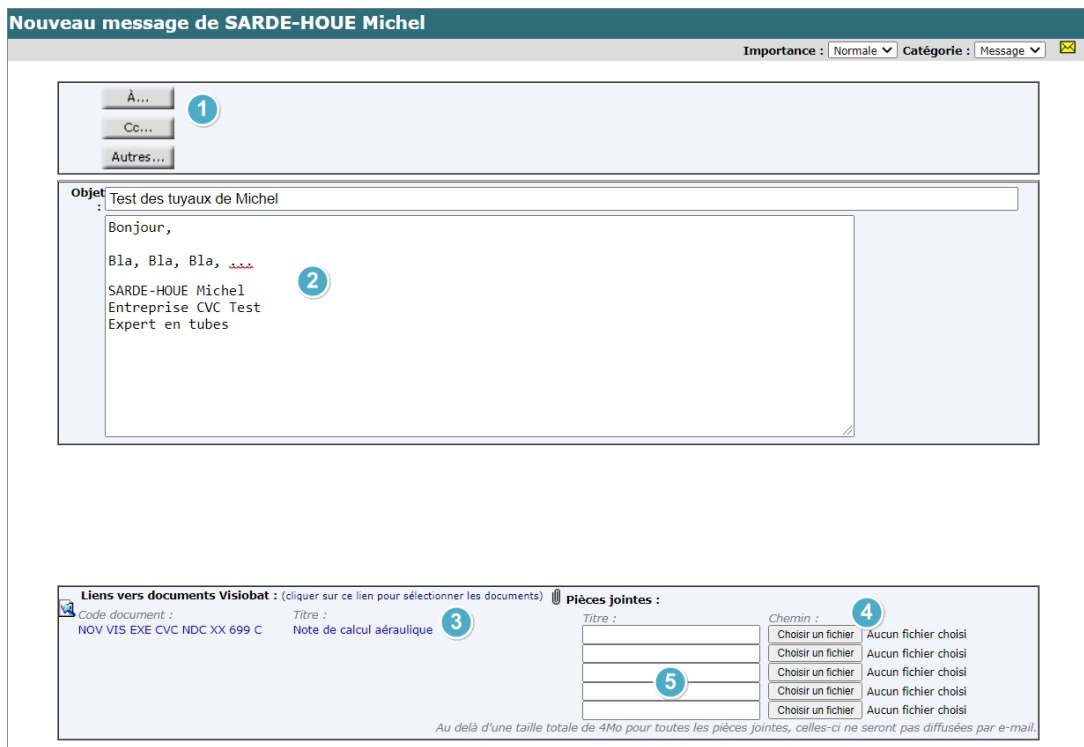 Nouveau message de SARDE-HOUE Michel
Importance : Normale Catégorie : Message
À...
1
Cc...
Autres...
Objet : Test des tuyaux de Michel
Bonjour,
Bla, Bla, Bla, ...
2
SARDE-HOUE Michel
Entreprise CVC Test
Expert en tubes
Liens vers documents Visiobat : (cliquer sur ce lien pour sélectionner les documents) Pièces jointes :
Code document : Titre : 3 Titre : Chemin : 4
NOV VIS EXE CVC NDC XX 699 C Note de calcul aéraulique Choisir un fichier Aucun fichier choisi
Choisir un fichier Aucun fichier choisi
5 Choisir un fichier Aucun fichier choisi
Choisir un fichier Aucun fichier choisi
Choisir un fichier Aucun fichier choisi
Au delà d'une taille totale de 4Mo pour toutes les pièces jointes, celles-ci ne seront pas diffusées par e-mail.